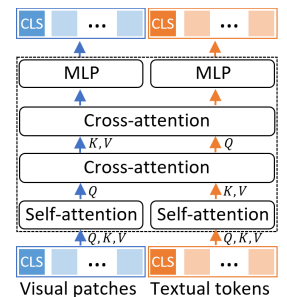 CLS ... CLS ...
MLP MLP
Cross-attention
K,V Q
Cross-attention
Q K,V
Self-attention Self-attention
Q,K,V Q,K,V
CLS ... CLS ...
Visual patches Textual tokens